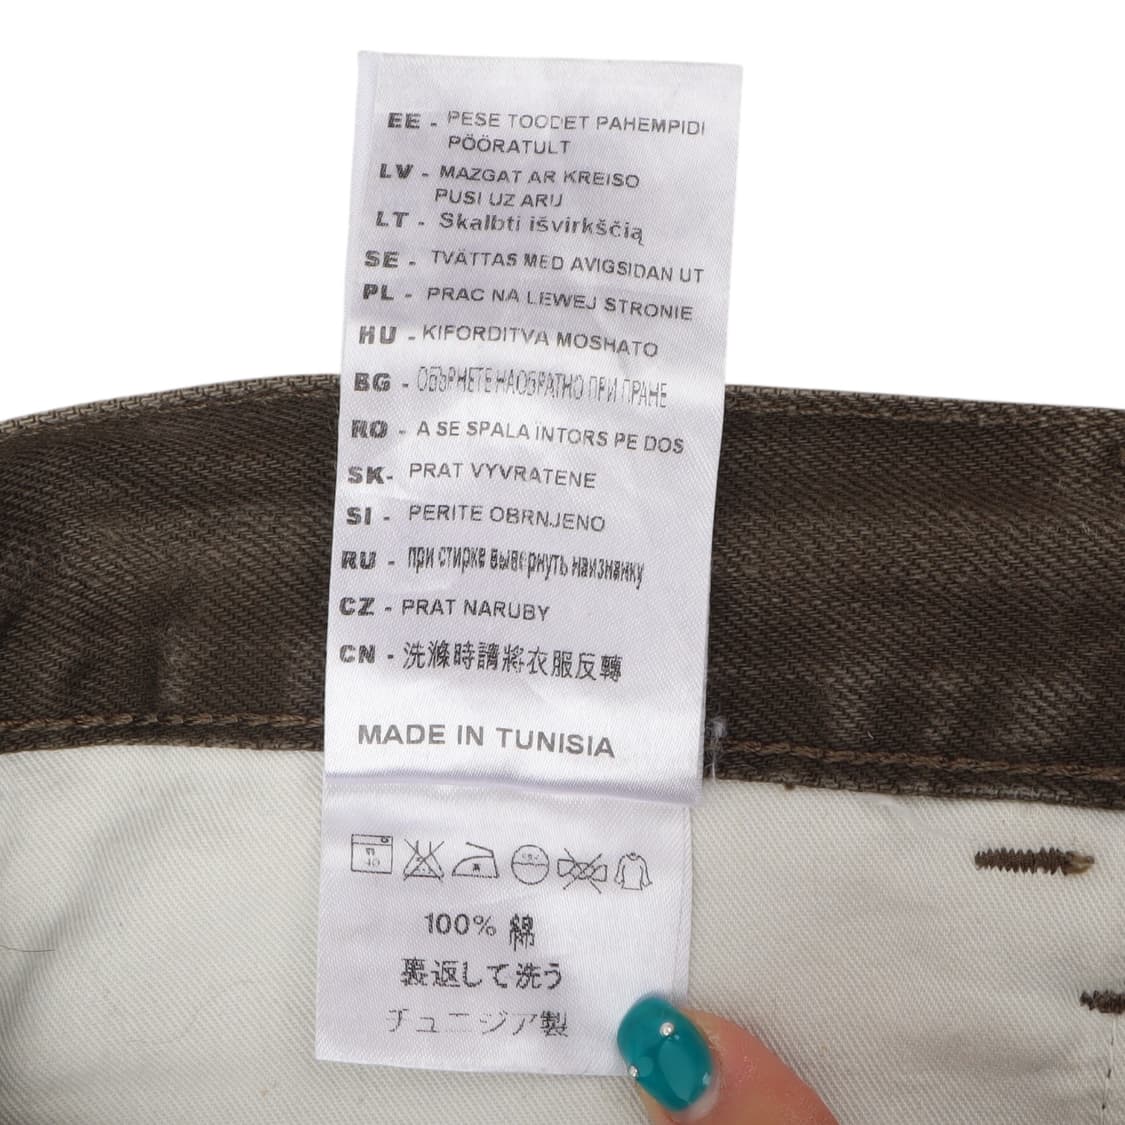 EE - PESE TOODET PAHEMPIDI
PÖÖRATULT
LV - MAZGAT AR KREISO
PUSI UZ ARU
LT - Skalbti išvirkščią
SE - TVÄTTAS MED AVIGSIDAN UT
PL - PRAC NA LEWEJ STRONIE
HU - KIFORDITVA MOSHATO
BG - ОБЪРНЕТЕ НАОБРАТНО ПРИ ПРАНЕ
RO - A SE SPALA ÎNTORS PE DOS
SK- PRAT VYVRATENE
SI - PERITE OBRNJENO
RU - при стирке вывернуть наизнанку
CZ - PRAT NARUBY
CN - 洗滌時請將衣服反轉
MADE IN TUNISIA
40
100% 綿
裏返して洗う
チュニジア製